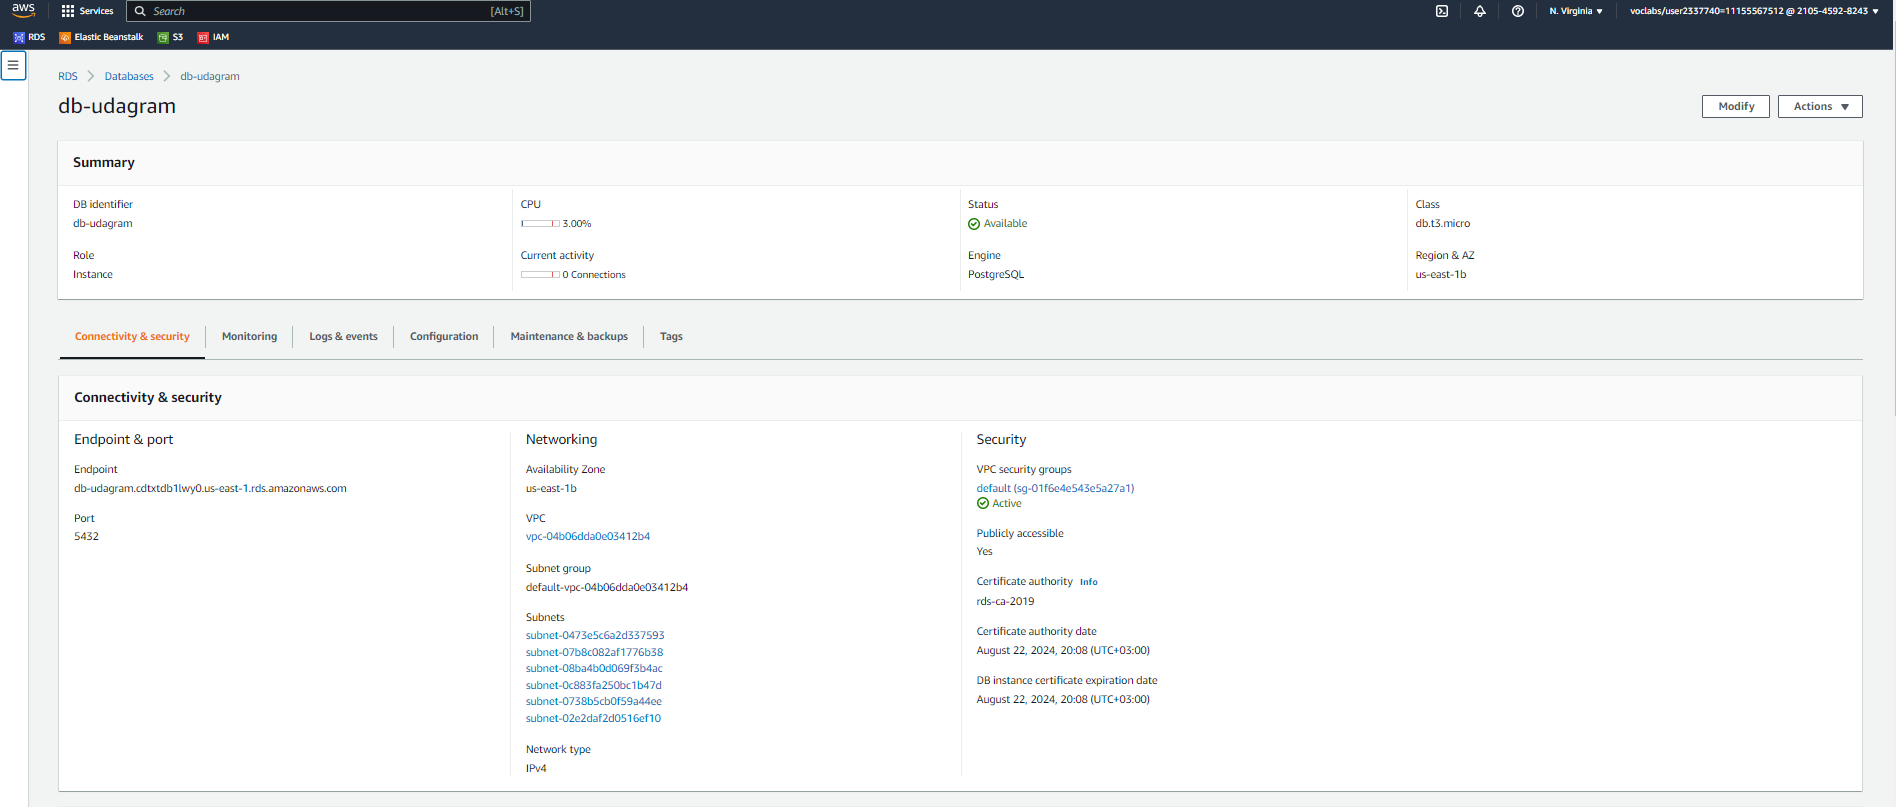 aws
Services
Search [Alt+S]
N. Virginia
voclabs/user2337740=11155567512 @ 2105-4592-8243
RDS
Elastic Beanstalk
S3
IAM
RDS > Databases > db-udagram
db-udagram
Modify
Actions
Summary
DB identifier
db-udagram
CPU
3.00%
Status
Available
Class
db.t3.micro
Role
Instance
Current activity
0 Connections
Engine
PostgreSQL
Region & AZ
us-east-1b
Connectivity & security
Monitoring
Logs & events
Configuration
Maintenance & backups
Tags
Connectivity & security
Endpoint & port
Endpoint
db-udagram.cdtxtdb1lwy0.us-east-1.rds.amazonaws.com
Port
5432
Networking
Availability Zone
us-east-1b
VPC
vpc-04b06dda0e03412b4
Subnet group
default-vpc-04b06dda0e03412b4
Subnets
subnet-0473e5c6a2d337593
subnet-07b8c082af1776b38
subnet-08ba4b0d069f3b4ac
subnet-0c883fa250bc1b47d
subnet-0738b5cb0f59a44ee
subnet-02e2daf2d0516ef10
Network type
IPv4
Security
VPC security groups
default (sg-01f6e4e543e5a27a1)
Active
Publicly accessible
Yes
Certificate authority Info
rds-ca-2019
Certificate authority date
August 22, 2024, 20:08 (UTC+03:00)
DB instance certificate expiration date
August 22, 2024, 20:08 (UTC+03:00)